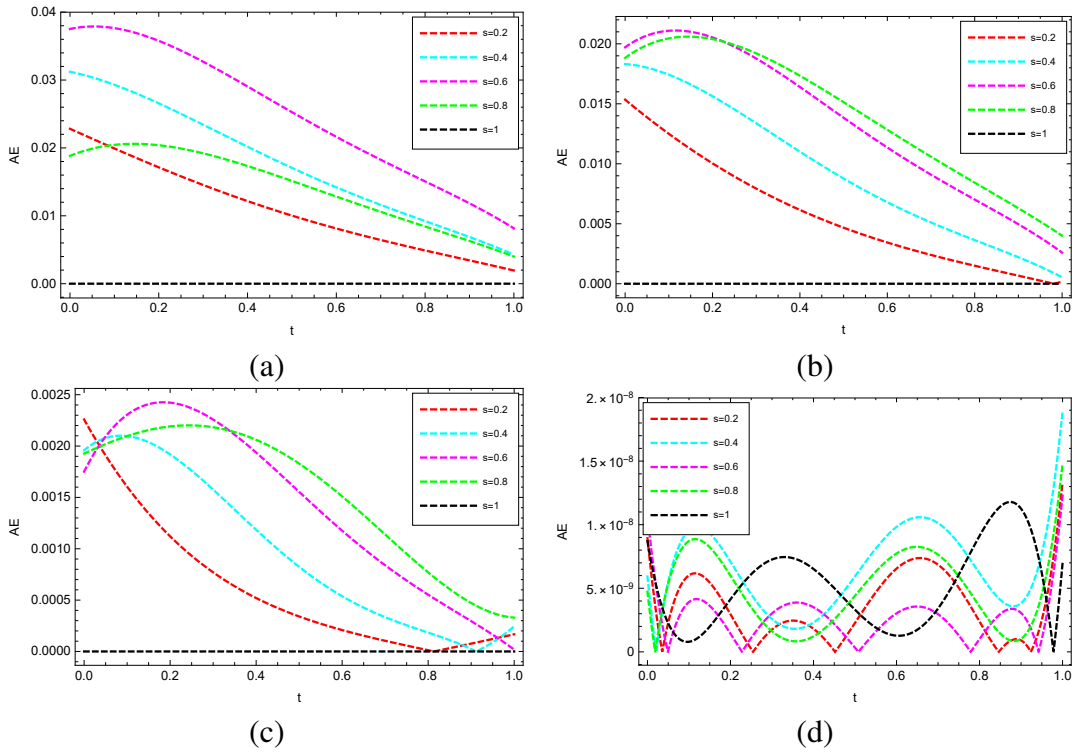 0.04
0.03
0.02
0.01
0.00
AE
s=0.2
s=0.4
s=0.6
s=0.8
s=1
0.0 0.2 0.4 0.6 0.8 1.0
t
(a)
0.020
0.015
0.010
0.005
0.000
AE
s=0.2
s=0.4
s=0.6
s=0.8
s=1
0.0 0.2 0.4 0.6 0.8 1.0
t
(b)
0.0025
0.0020
0.0015
0.0010
0.0005
0.0000
AE
s=0.2
s=0.4
s=0.6
s=0.8
s=1
0.0 0.2 0.4 0.6 0.8 1.0
t
(c)
2.×10⁻⁸
1.5×10⁻⁸
1.×10⁻⁸
5.×10⁻⁹
0
AE
s=0.2
s=0.4
s=0.6
s=0.8
s=1
0.0 0.2 0.4 0.6 0.8 1.0
t
(d)